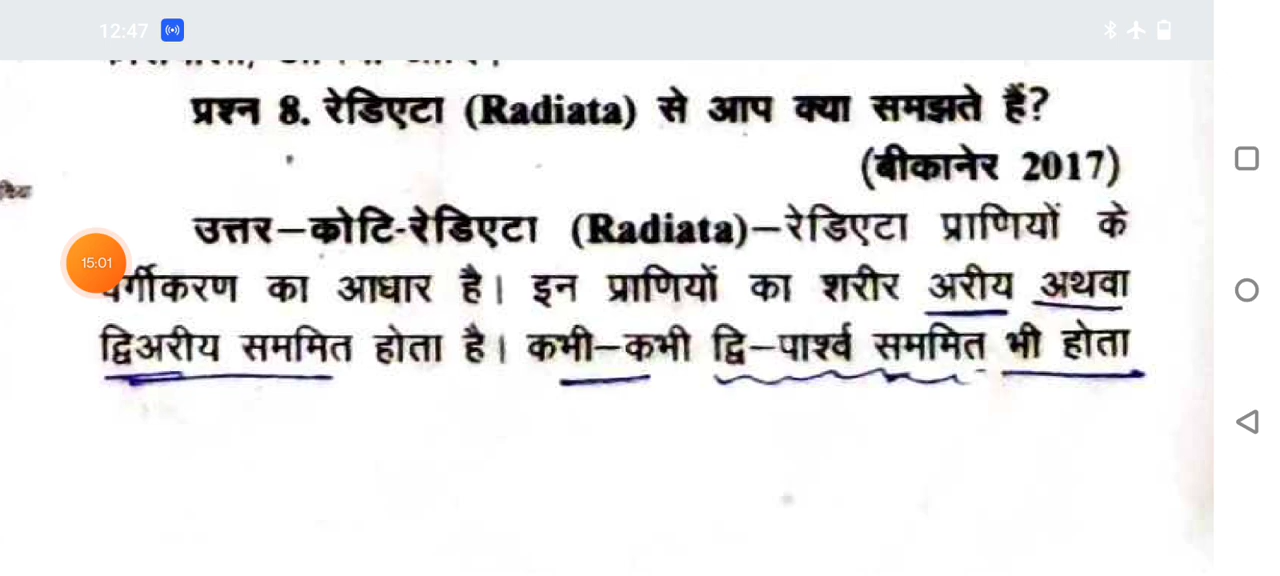 12:47
प्रश्न 8. रेडिएटा (Radiata) से आप क्या समझते हैं?
(बीकानेर 2017)
उत्तर–कोटि-रेडिएटा (Radiata)–रेडिएटा प्राणियों के
15:01
वर्गीकरण का आधार है। इन प्राणियों का शरीर अरीय अथवा
द्विअरीय सममित होता है। कभी–कभी द्वि–पार्श्व सममित भी होता